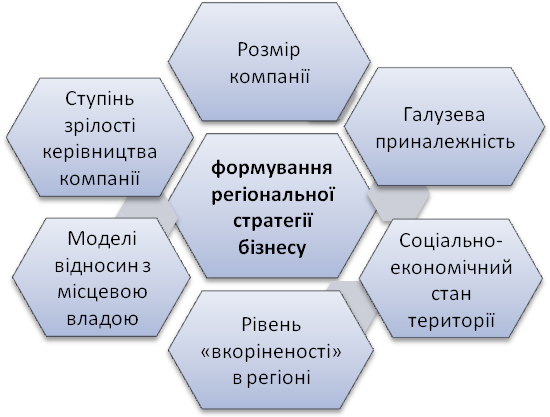 Розмір
компанії
Галузева
приналежність
Соціально-
економічний
стан
території
Рівень
«вкоріненості»
в регіоні
Моделі
відносин з
місцевою
владою
Ступінь
зрілості
керівництва
компанії
формування
регіональної
стратегії
бізнесу